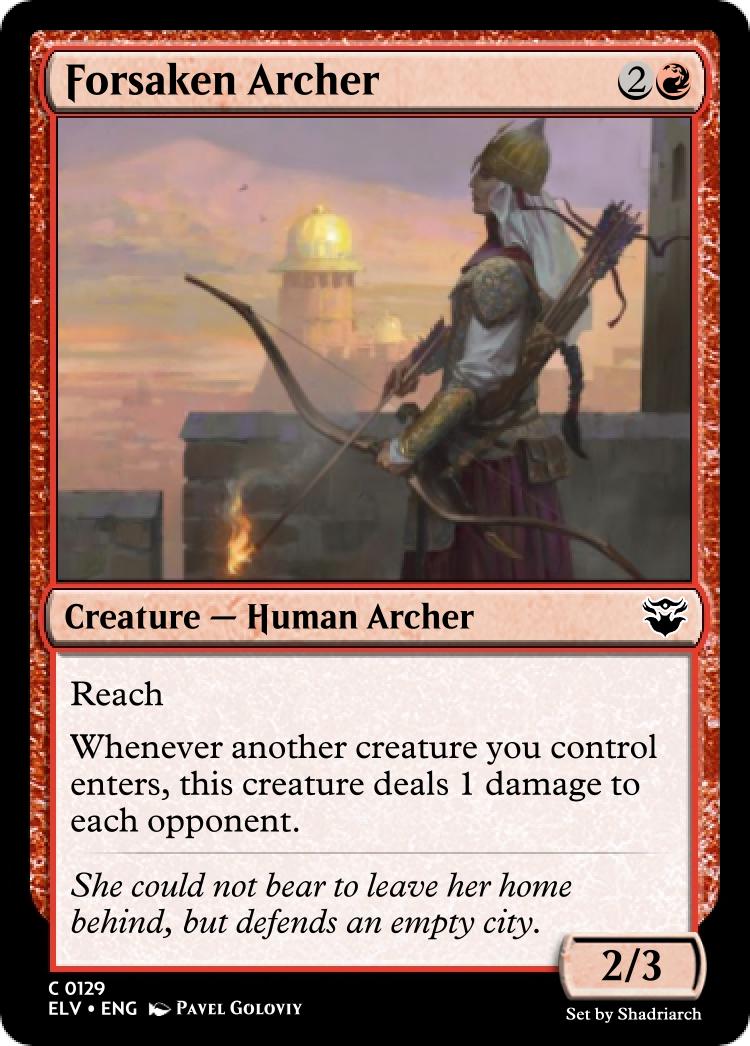 Forsaken Archer 2
Creature — Human Archer
Reach
Whenever another creature you control
enters, this creature deals 1 damage to
each opponent.
She could not bear to leave her home
behind, but defends an empty city.
2/3
C 0129
ELV • ENG Pavel Goloviy
Set by Shadriarch